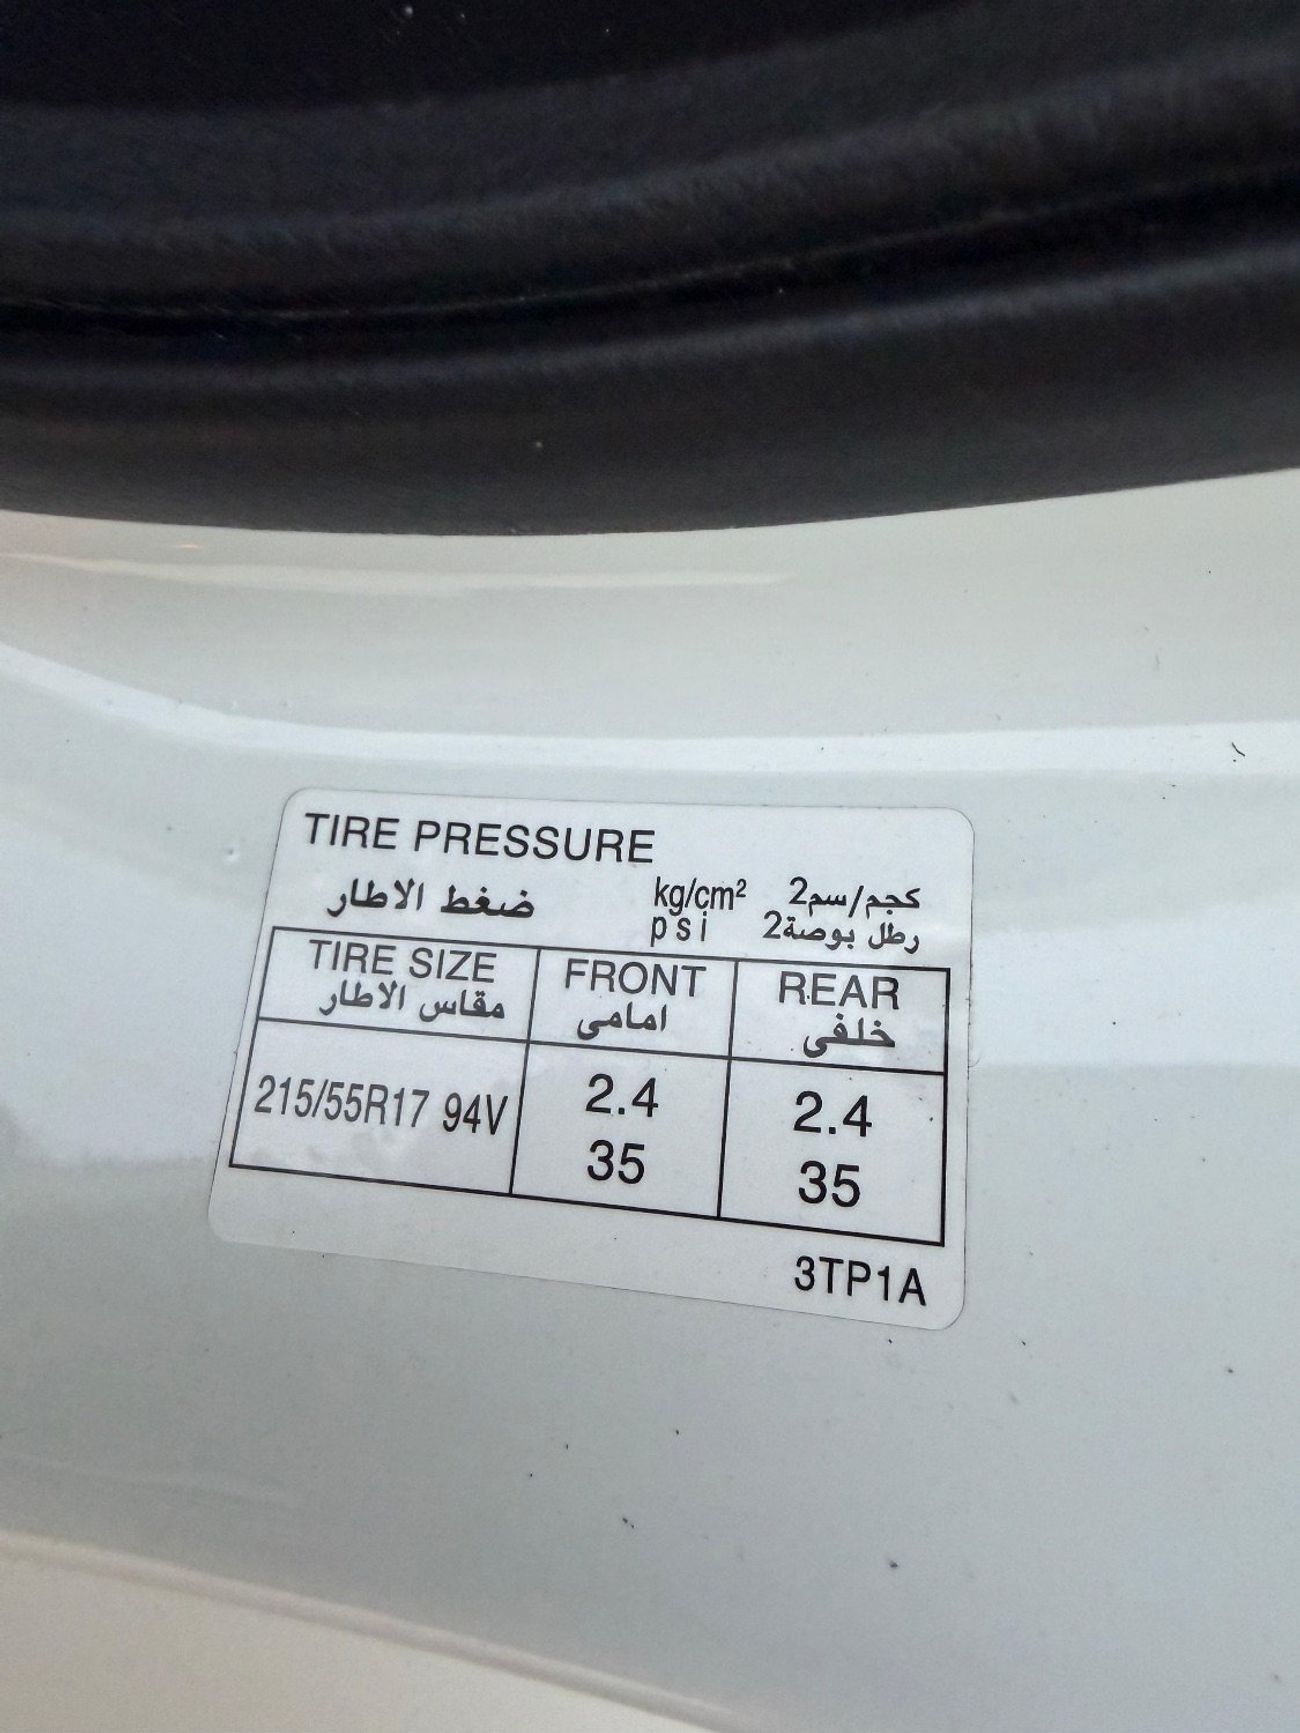 TIRE PRESSURE
ضغط الاطار kg/cm² كجم/سم2
psi رطل بوصة2
TIRE SIZE FRONT REAR
مقاس الاطار امامى خلفى
215/55R17 94V 2.4 2.4
35 35
3TP1A